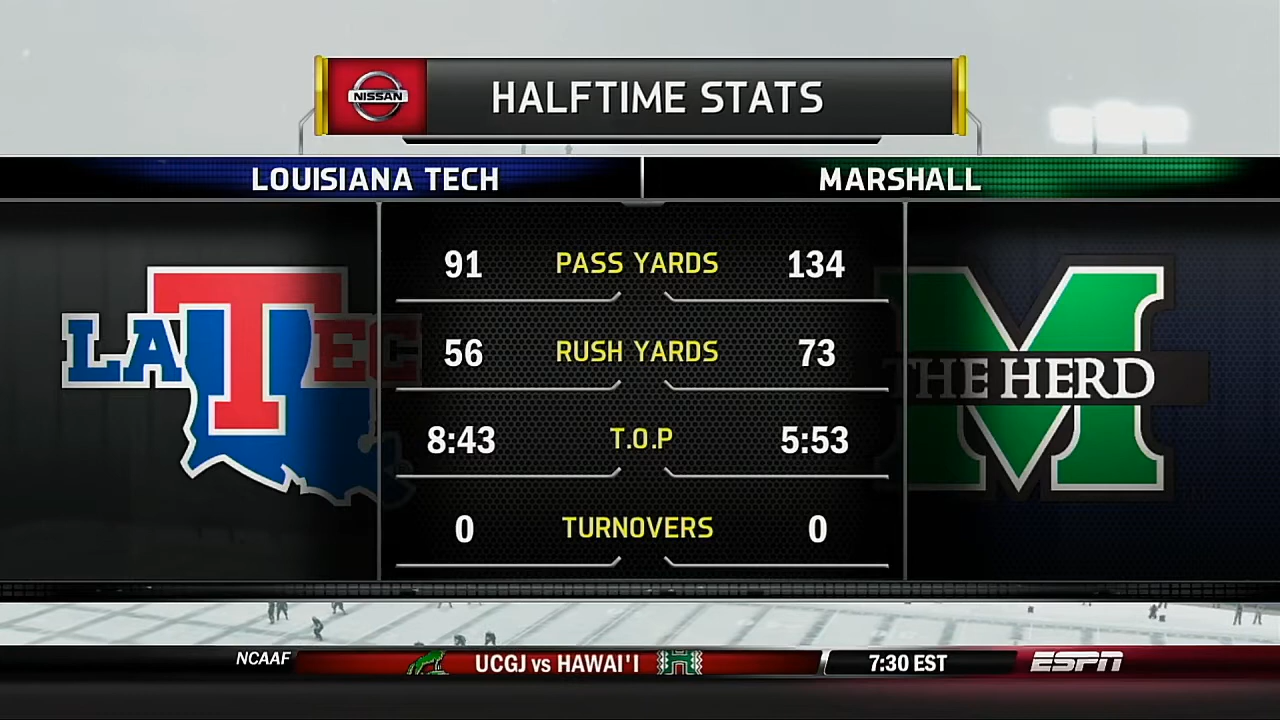 NISSAN
HALFTIME STATS
LOUISIANA TECH
MARSHALL
91 PASS YARDS 134
56 RUSH YARDS 73
8:43 T.O.P 5:53
0 TURNOVERS 0
LA TEC
THE HERD
NCAAF UCGJ vs HAWAI'I H 7:30 EST ESPN